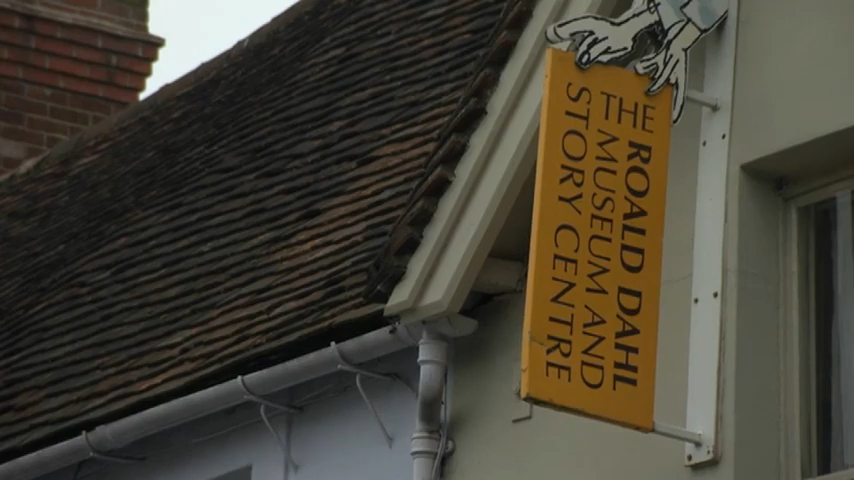 THE ROALD DAHL
MUSEUM AND
STORY CENTRE